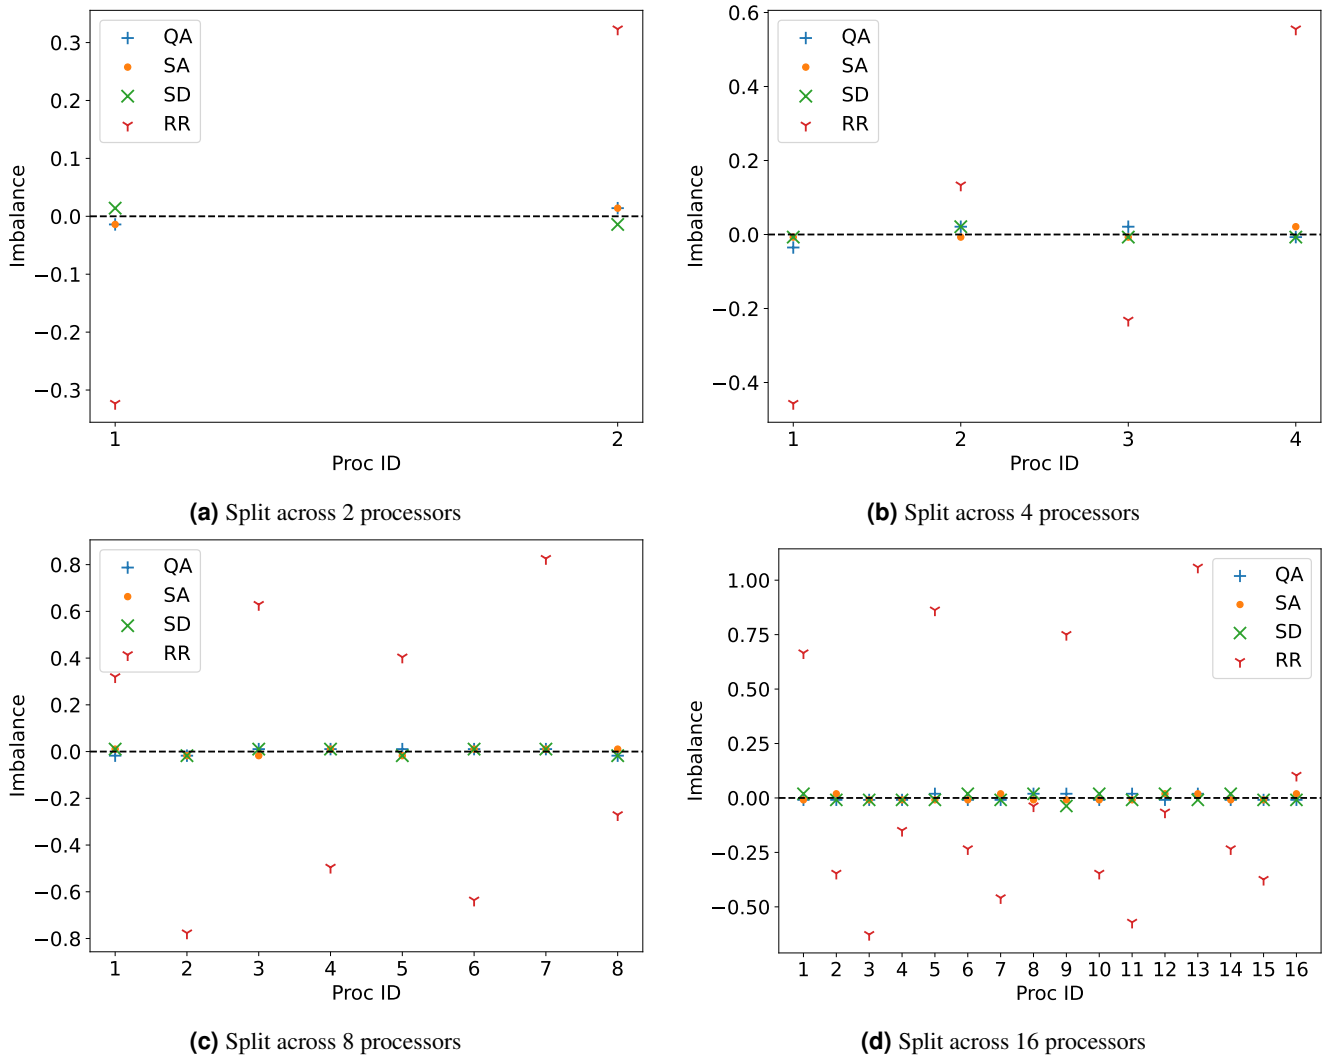 0.3
0.2
0.1
0.0
−0.1
−0.2
−0.3
Imbalance
QA
SA
SD
RR
1 2
Proc ID
(a) Split across 2 processors
0.6
0.4
0.2
0.0
−0.2
−0.4
Imbalance
QA
SA
SD
RR
1 2 3 4
Proc ID
(b) Split across 4 processors
0.8
0.6
0.4
0.2
0.0
−0.2
−0.4
−0.6
−0.8
Imbalance
QA
SA
SD
RR
1 2 3 4 5 6 7 8
Proc ID
(c) Split across 8 processors
1.00
0.75
0.50
0.25
0.00
−0.25
−0.50
Imbalance
QA
SA
SD
RR
1 2 3 4 5 6 7 8 9 10 11 12 13 14 15 16
Proc ID
(d) Split across 16 processors